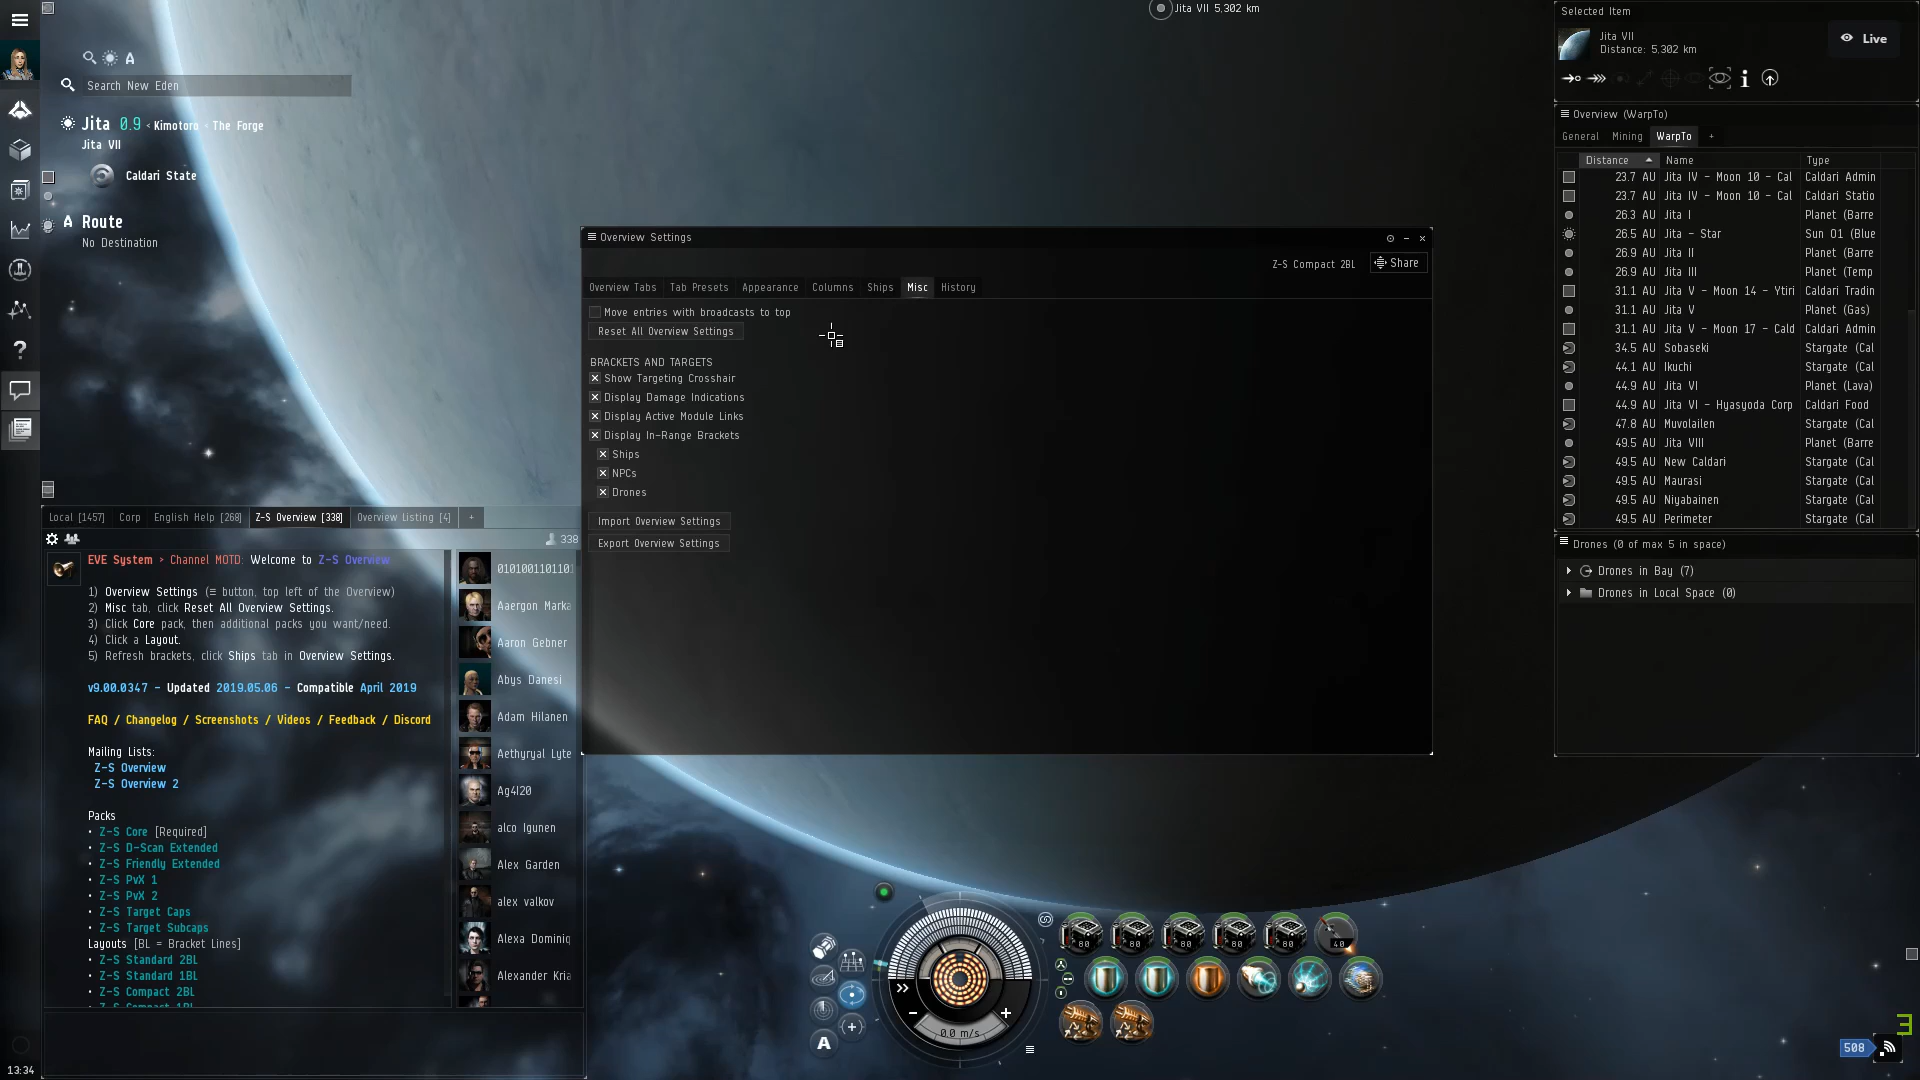 Jita VII 5,302 km
A
Search New Eden
Jita 0.9 < Kimotoro < The Forge
Jita VII
Caldari State
A Route
No Destination
Selected Item
Jita VII
Distance: 5,302 km
Live
Overview (WarpTo)
General Mining WarpTo +
Distance Name Type
23.7 AU Jita IV - Moon 10 - Cal Caldari Admin
23.7 AU Jita IV - Moon 10 - Cal Caldari Statio
26.3 AU Jita I Planet (Barre
26.5 AU Jita - Star Sun O1 (Blue
26.9 AU Jita II Planet (Barre
26.9 AU Jita III Planet (Temp
31.1 AU Jita V - Moon 14 - Ytiri Caldari Tradin
31.1 AU Jita V Planet (Gas)
31.1 AU Jita V - Moon 17 - Cald Caldari Admin
34.5 AU Sobaseki Stargate (Cal
44.1 AU Ikuchi Stargate (Cal
44.9 AU Jita VI Planet (Lava)
44.9 AU Jita VI - Hyasyoda Corp Caldari Food
47.8 AU Muvolailen Stargate (Cal
49.5 AU Jita VIII Planet (Barre
49.5 AU New Caldari Stargate (Cal
49.5 AU Maurasi Stargate (Cal
49.5 AU Niyabainen Stargate (Cal
49.5 AU Perimeter Stargate (Cal
Drones (0 of max 5 in space)
Drones in Bay (7)
Drones in Local Space (0)
Overview Settings
Z-S Compact 2BL Share
Overview Tabs Tab Presets Appearance Columns Ships Misc History
Move entries with broadcasts to top
Reset All Overview Settings
BRACKETS AND TARGETS
Show Targeting Crosshair
Display Damage Indications
Display Active Module Links
Display In-Range Brackets
Ships
NPCs
Drones
Import Overview Settings
Export Overview Settings
Local [1457] Corp English Help [268] Z-S Overview [338] Overview Listing [4] +
338
EVE System > Channel MOTD: Welcome to Z-S Overview
1) Overview Settings (≡ button, top left of the Overview)
2) Misc tab, click Reset All Overview Settings.
3) Click Core pack, then additional packs you want/need.
4) Click a Layout.
5) Refresh brackets, click Ships tab in Overview Settings.
v9.00.0347 - Updated 2019.05.06 - Compatible April 2019
FAQ / Changelog / Screenshots / Videos / Feedback / Discord
Mailing Lists:
Z-S Overview
Z-S Overview 2
Packs
• Z-S Core [Required]
• Z-S D-Scan Extended
• Z-S Friendly Extended
• Z-S PvX 1
• Z-S PvX 2
• Z-S Target Caps
• Z-S Target Subcaps
Layouts [BL = Bracket Lines]
• Z-S Standard 2BL
• Z-S Standard 1BL
• Z-S Compact 2BL
• Z-S Compact 1BL
0101001101101
Aaergon Marka
Aaron Gebner
Abys Danesi
Adam Hilanen
Aethyryal Lyte
Ag4l20
alco Igunen
Alex Garden
alex valkov
Alexa Dominiq
Alexander Kria
80 80 80 80 80 40
0.0 m/s
A
3
508
13:34